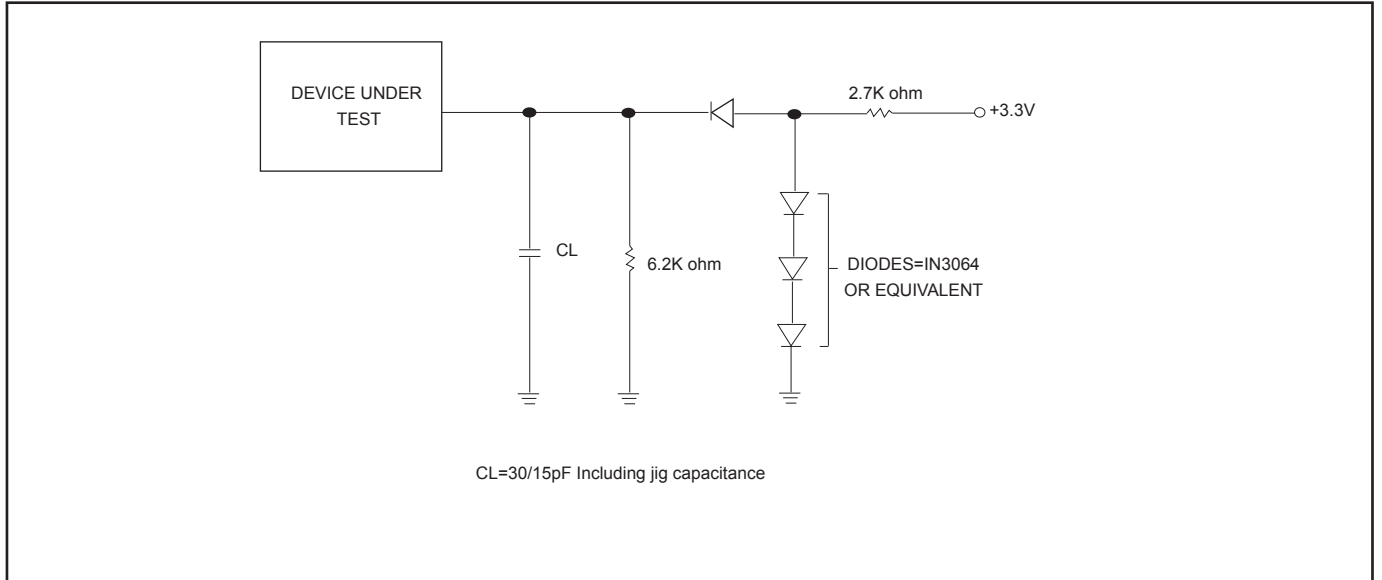 DEVICE UNDER
TEST
2.7K ohm
+3.3V
CL
6.2K ohm
DIODES=IN3064
OR EQUIVALENT
CL=30/15pF Including jig capacitance